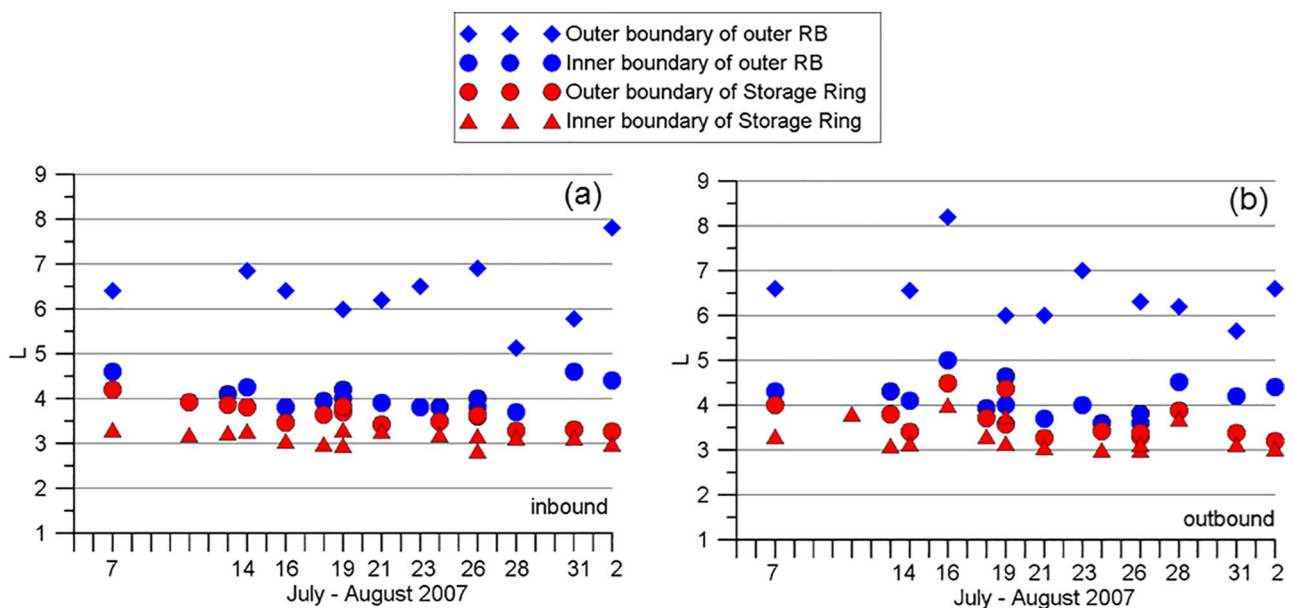 Outer boundary of outer RB
Inner boundary of outer RB
Outer boundary of Storage Ring
Inner boundary of Storage Ring
(a)
9
8
7
6
5
4
3
2
1
L
inbound
7 14 16 19 21 23 26 28 31 2
July - August 2007
(b)
9
8
7
6
5
4
3
2
1
L
outbound
7 14 16 19 21 23 26 28 31 2
July - August 2007